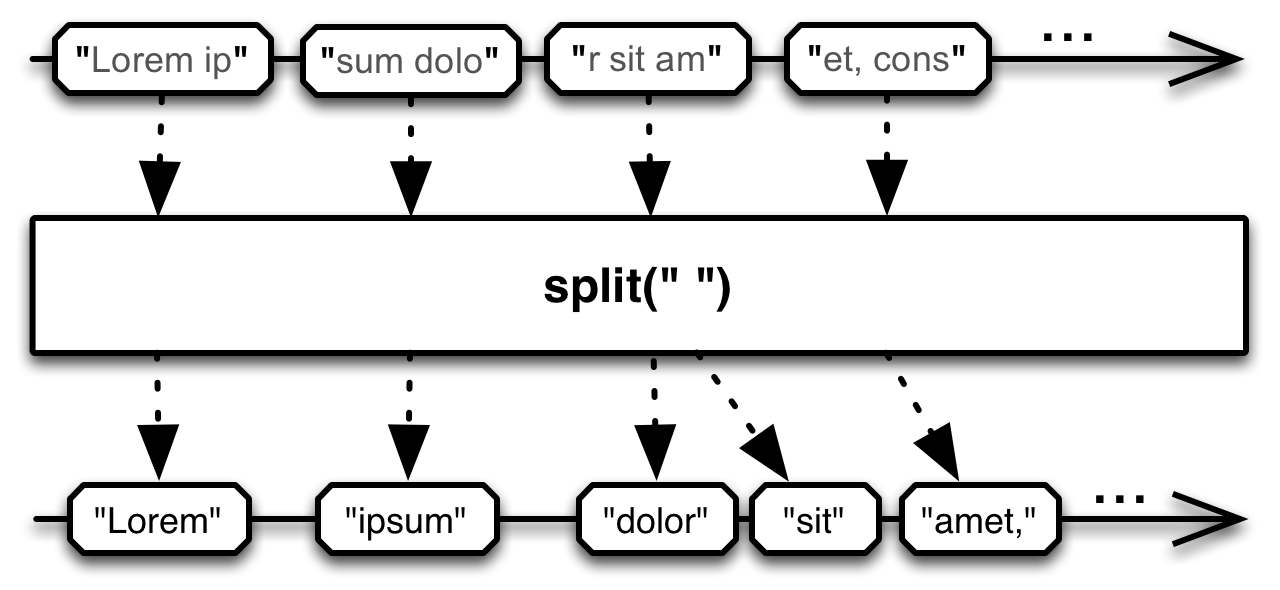 "Lorem ip" "sum dolo" "r sit am" "et, cons" ...
split(" ")
"Lorem" "ipsum" "dolor" "sit" "amet," ...